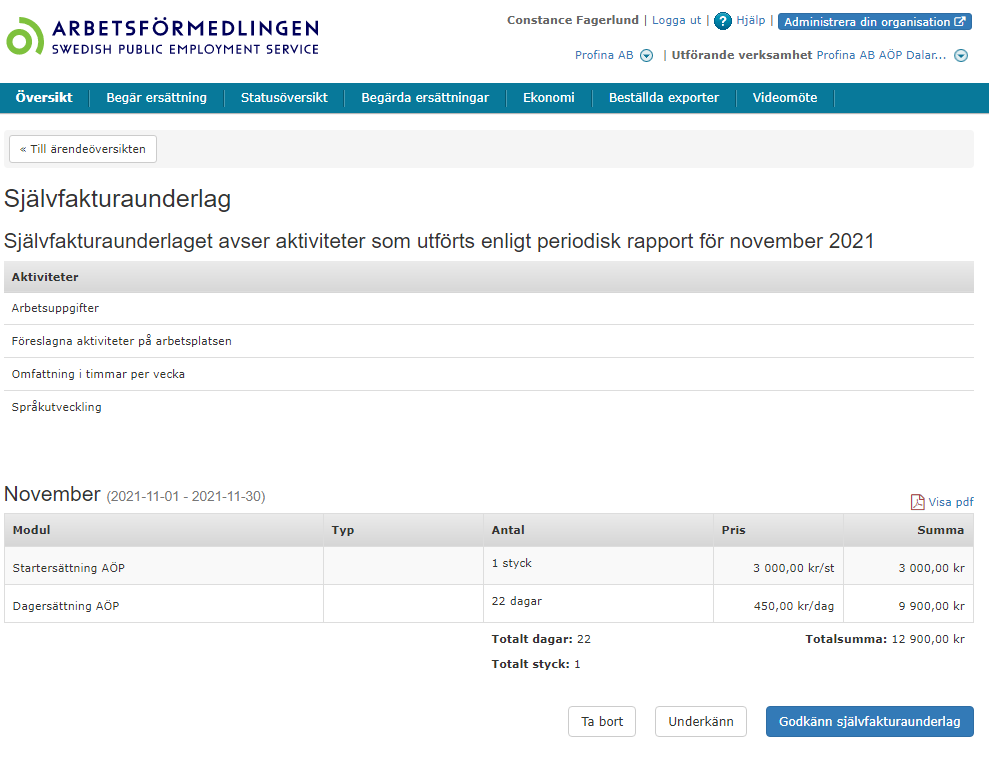 ARBETSFÖRMEDLINGEN
SWEDISH PUBLIC EMPLOYMENT SERVICE
Constance Fagerlund | Logga ut | ? Hjälp | Administrera din organisation
Profina AB | Utförande verksamhet Profina AB AÖP Dalar...
Översikt Begär ersättning Statusöversikt Begärda ersättningar Ekonomi Beställda exporter Videomöte
« Till ärendeöversikten
Självfakturaunderlag
Självfakturaunderlaget avser aktiviteter som utförts enligt periodisk rapport för november 2021
Aktiviteter
Arbetsuppgifter
Föreslagna aktiviteter på arbetsplatsen
Omfattning i timmar per vecka
Språkutveckling
November (2021-11-01 - 2021-11-30)
Visa pdf
Modul Typ Antal Pris Summa
Startersättning AÖP 1 styck 3 000,00 kr/st 3 000,00 kr
Dagersättning AÖP 22 dagar 450,00 kr/dag 9 900,00 kr
Totalt dagar: 22 Totalsumma: 12 900,00 kr
Totalt styck: 1
Ta bort Underkänn Godkänn självfakturaunderlag